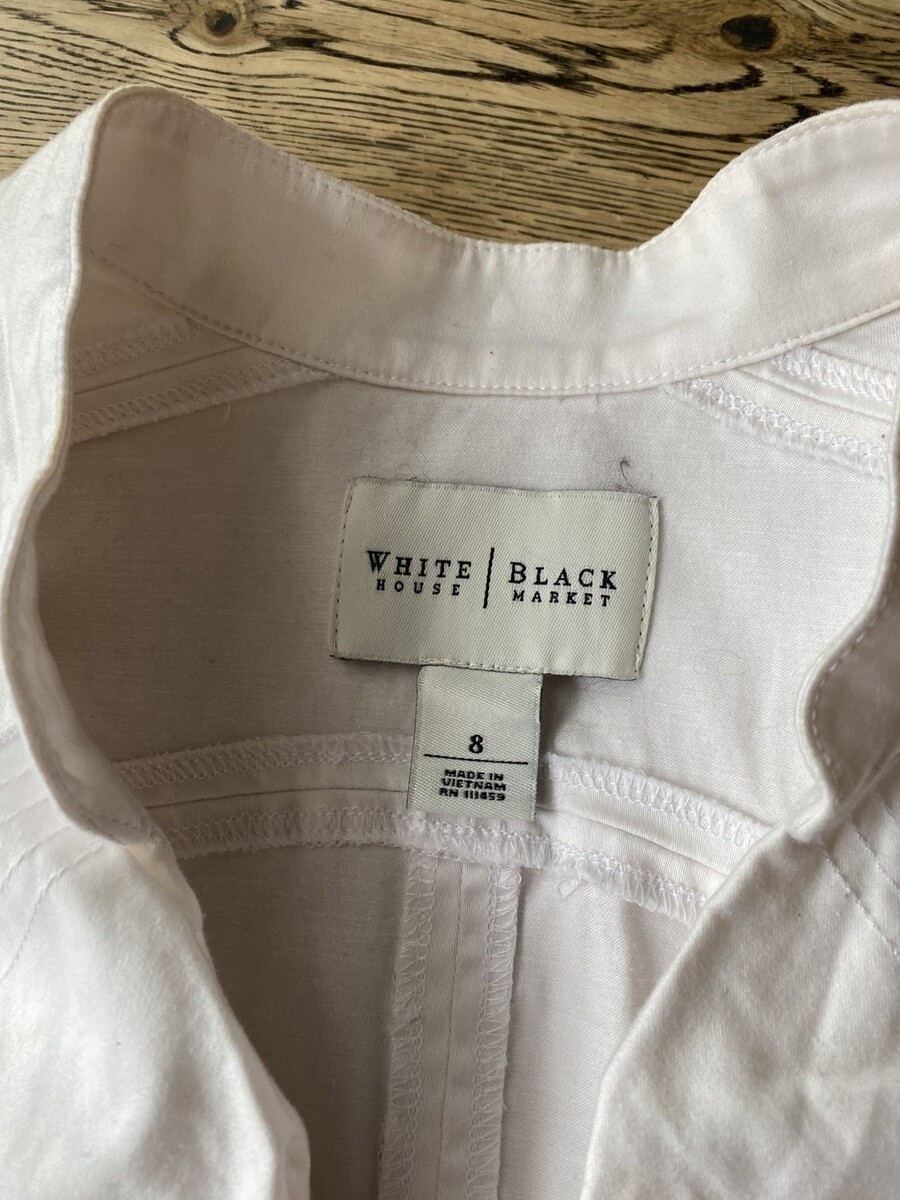 WHITE | BLACK
HOUSE MARKET
8
MADE IN
VIETNAM
RN 111459